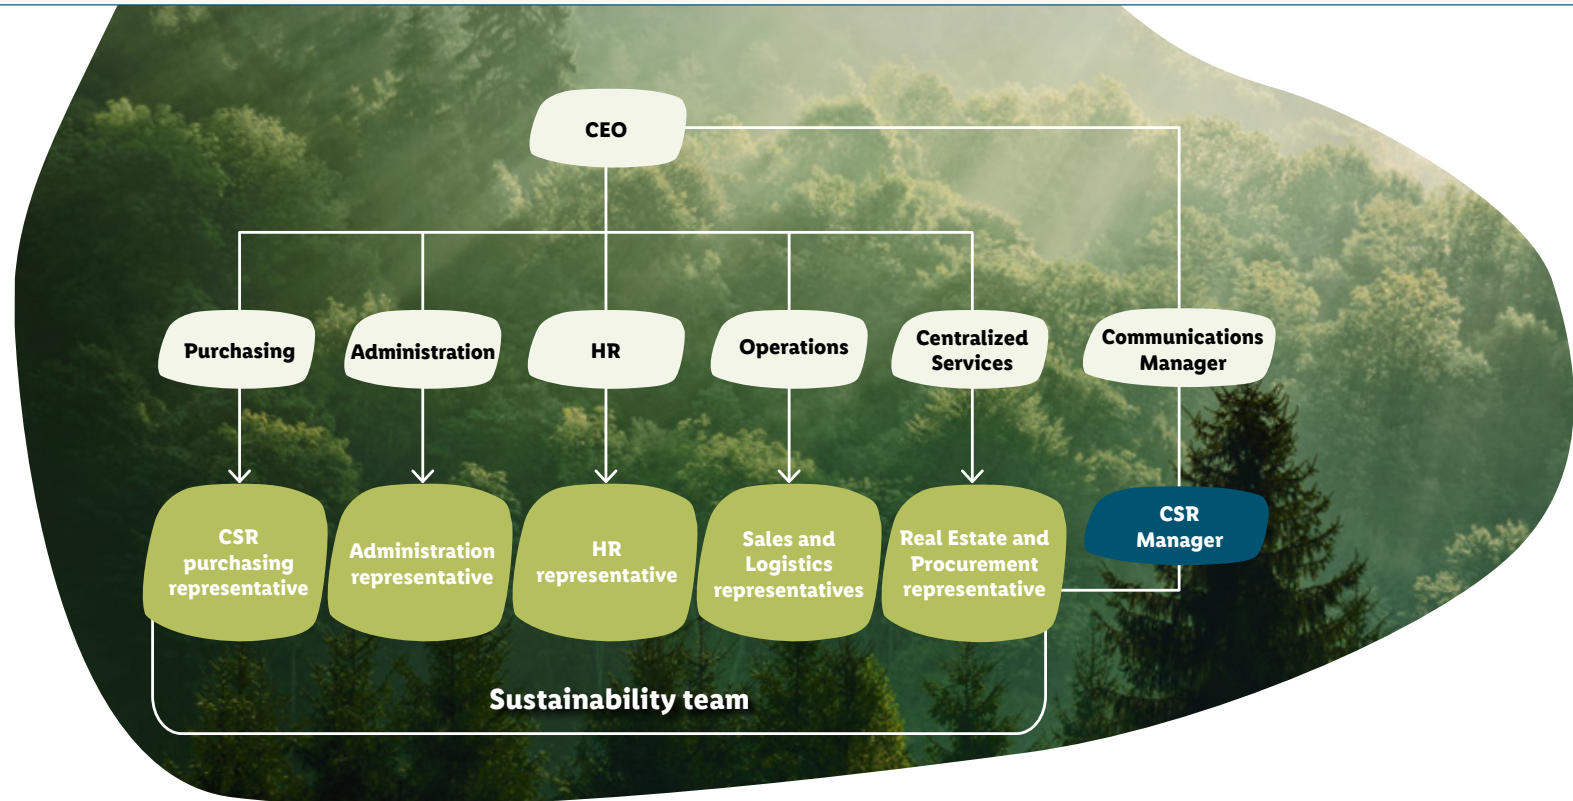 CEO
Purchasing
Administration
HR
Operations
Centralized
Services
Communications
Manager
CSR
purchasing
representative
Administration
representative
HR
representative
Sales and
Logistics
representatives
Real Estate and
Procurement
representative
CSR
Manager
Sustainability team